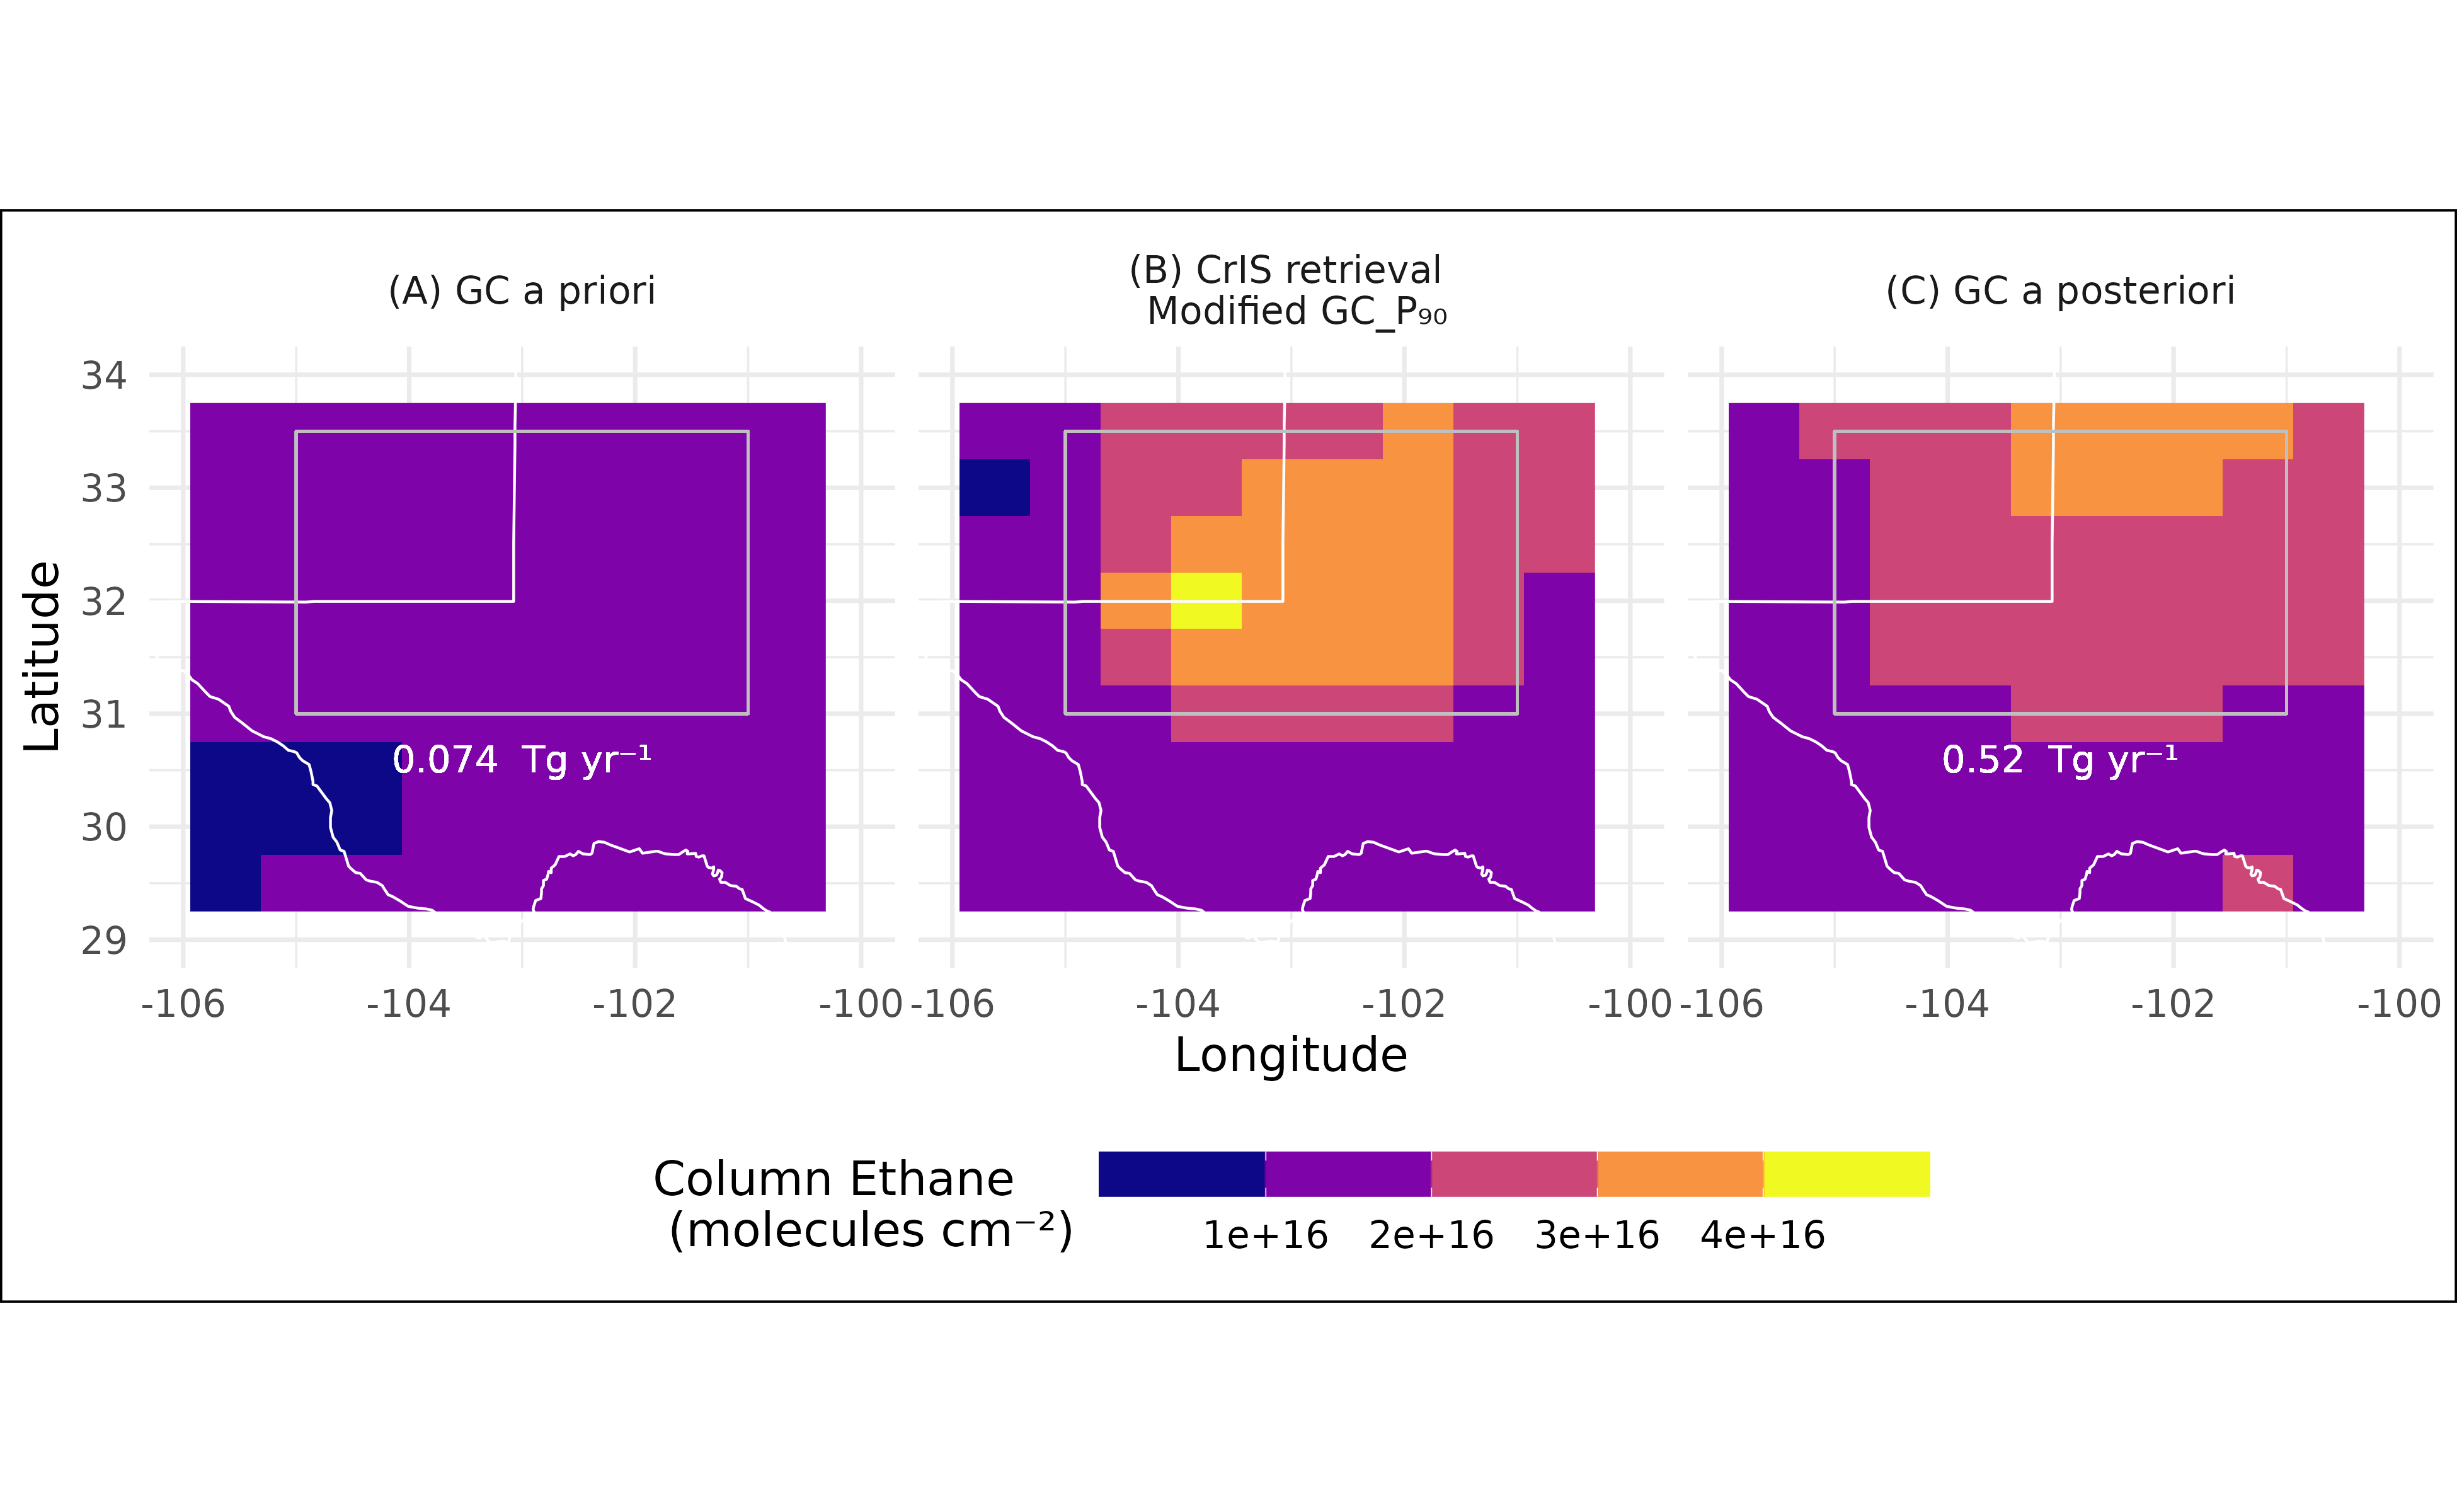 (A) GC a priori
(B) CrIS retrieval
Modified GC_P₉₀
(C) GC a posteriori
Latitude
34
33
32
31
30
29
0.074 Tg yr⁻¹
0.52 Tg yr⁻¹
-106 -104 -102 -100 -106 -104 -102 -100 -106 -104 -102 -100
Longitude
Column Ethane
(molecules cm⁻²)
1e+16 2e+16 3e+16 4e+16